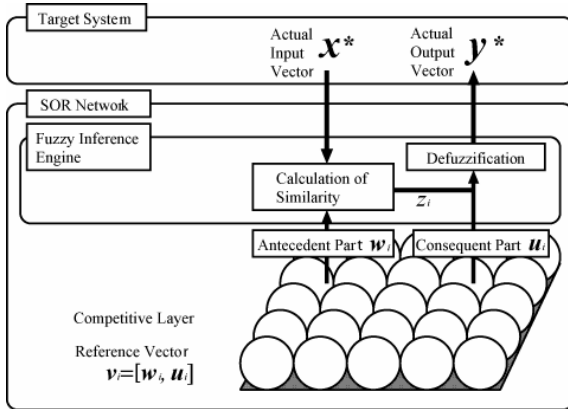 Target System
Actual
Input
Vector
x*
Actual
Output
Vector
y*
SOR Network
Fuzzy Inference
Engine
Defuzzification
Calculation of
Similarity
zi
Antecedent Part wi
Consequent Part ui
Competitive Layer
Reference Vector
vi=[wi, ui]